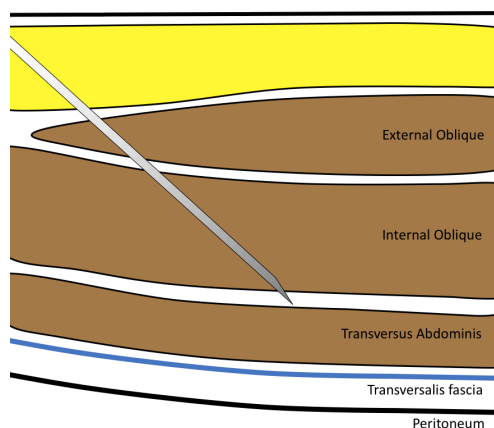 External Oblique
Internal Oblique
Transversus Abdominis
Transversalis fascia
Peritoneum